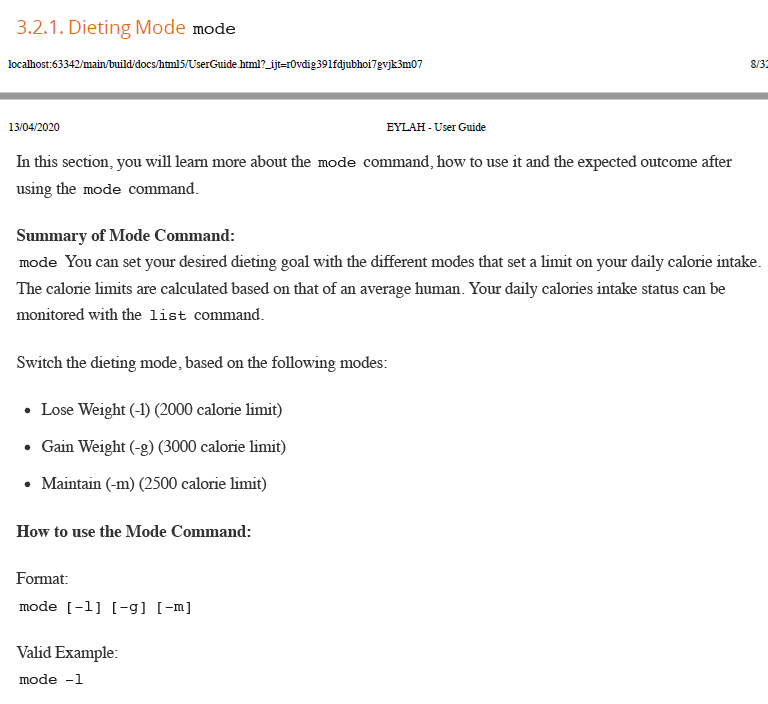 3.2.1. Dieting Mode mode
localhost:63342/main/build/docs/html5/UserGuide.html?_ijt=r0vdig391fdjubhoi7gvjk3m07 8/32
13/04/2020 EYLAH - User Guide
In this section, you will learn more about the mode command, how to use it and the expected outcome after
using the mode command.
Summary of Mode Command:
mode You can set your desired dieting goal with the different modes that set a limit on your daily calorie intake.
The calorie limits are calculated based on that of an average human. Your daily calories intake status can be
monitored with the list command.
Switch the dieting mode, based on the following modes:
• Lose Weight (-l) (2000 calorie limit)
• Gain Weight (-g) (3000 calorie limit)
• Maintain (-m) (2500 calorie limit)
How to use the Mode Command:
Format:
mode [-l] [-g] [-m]
Valid Example:
mode -l